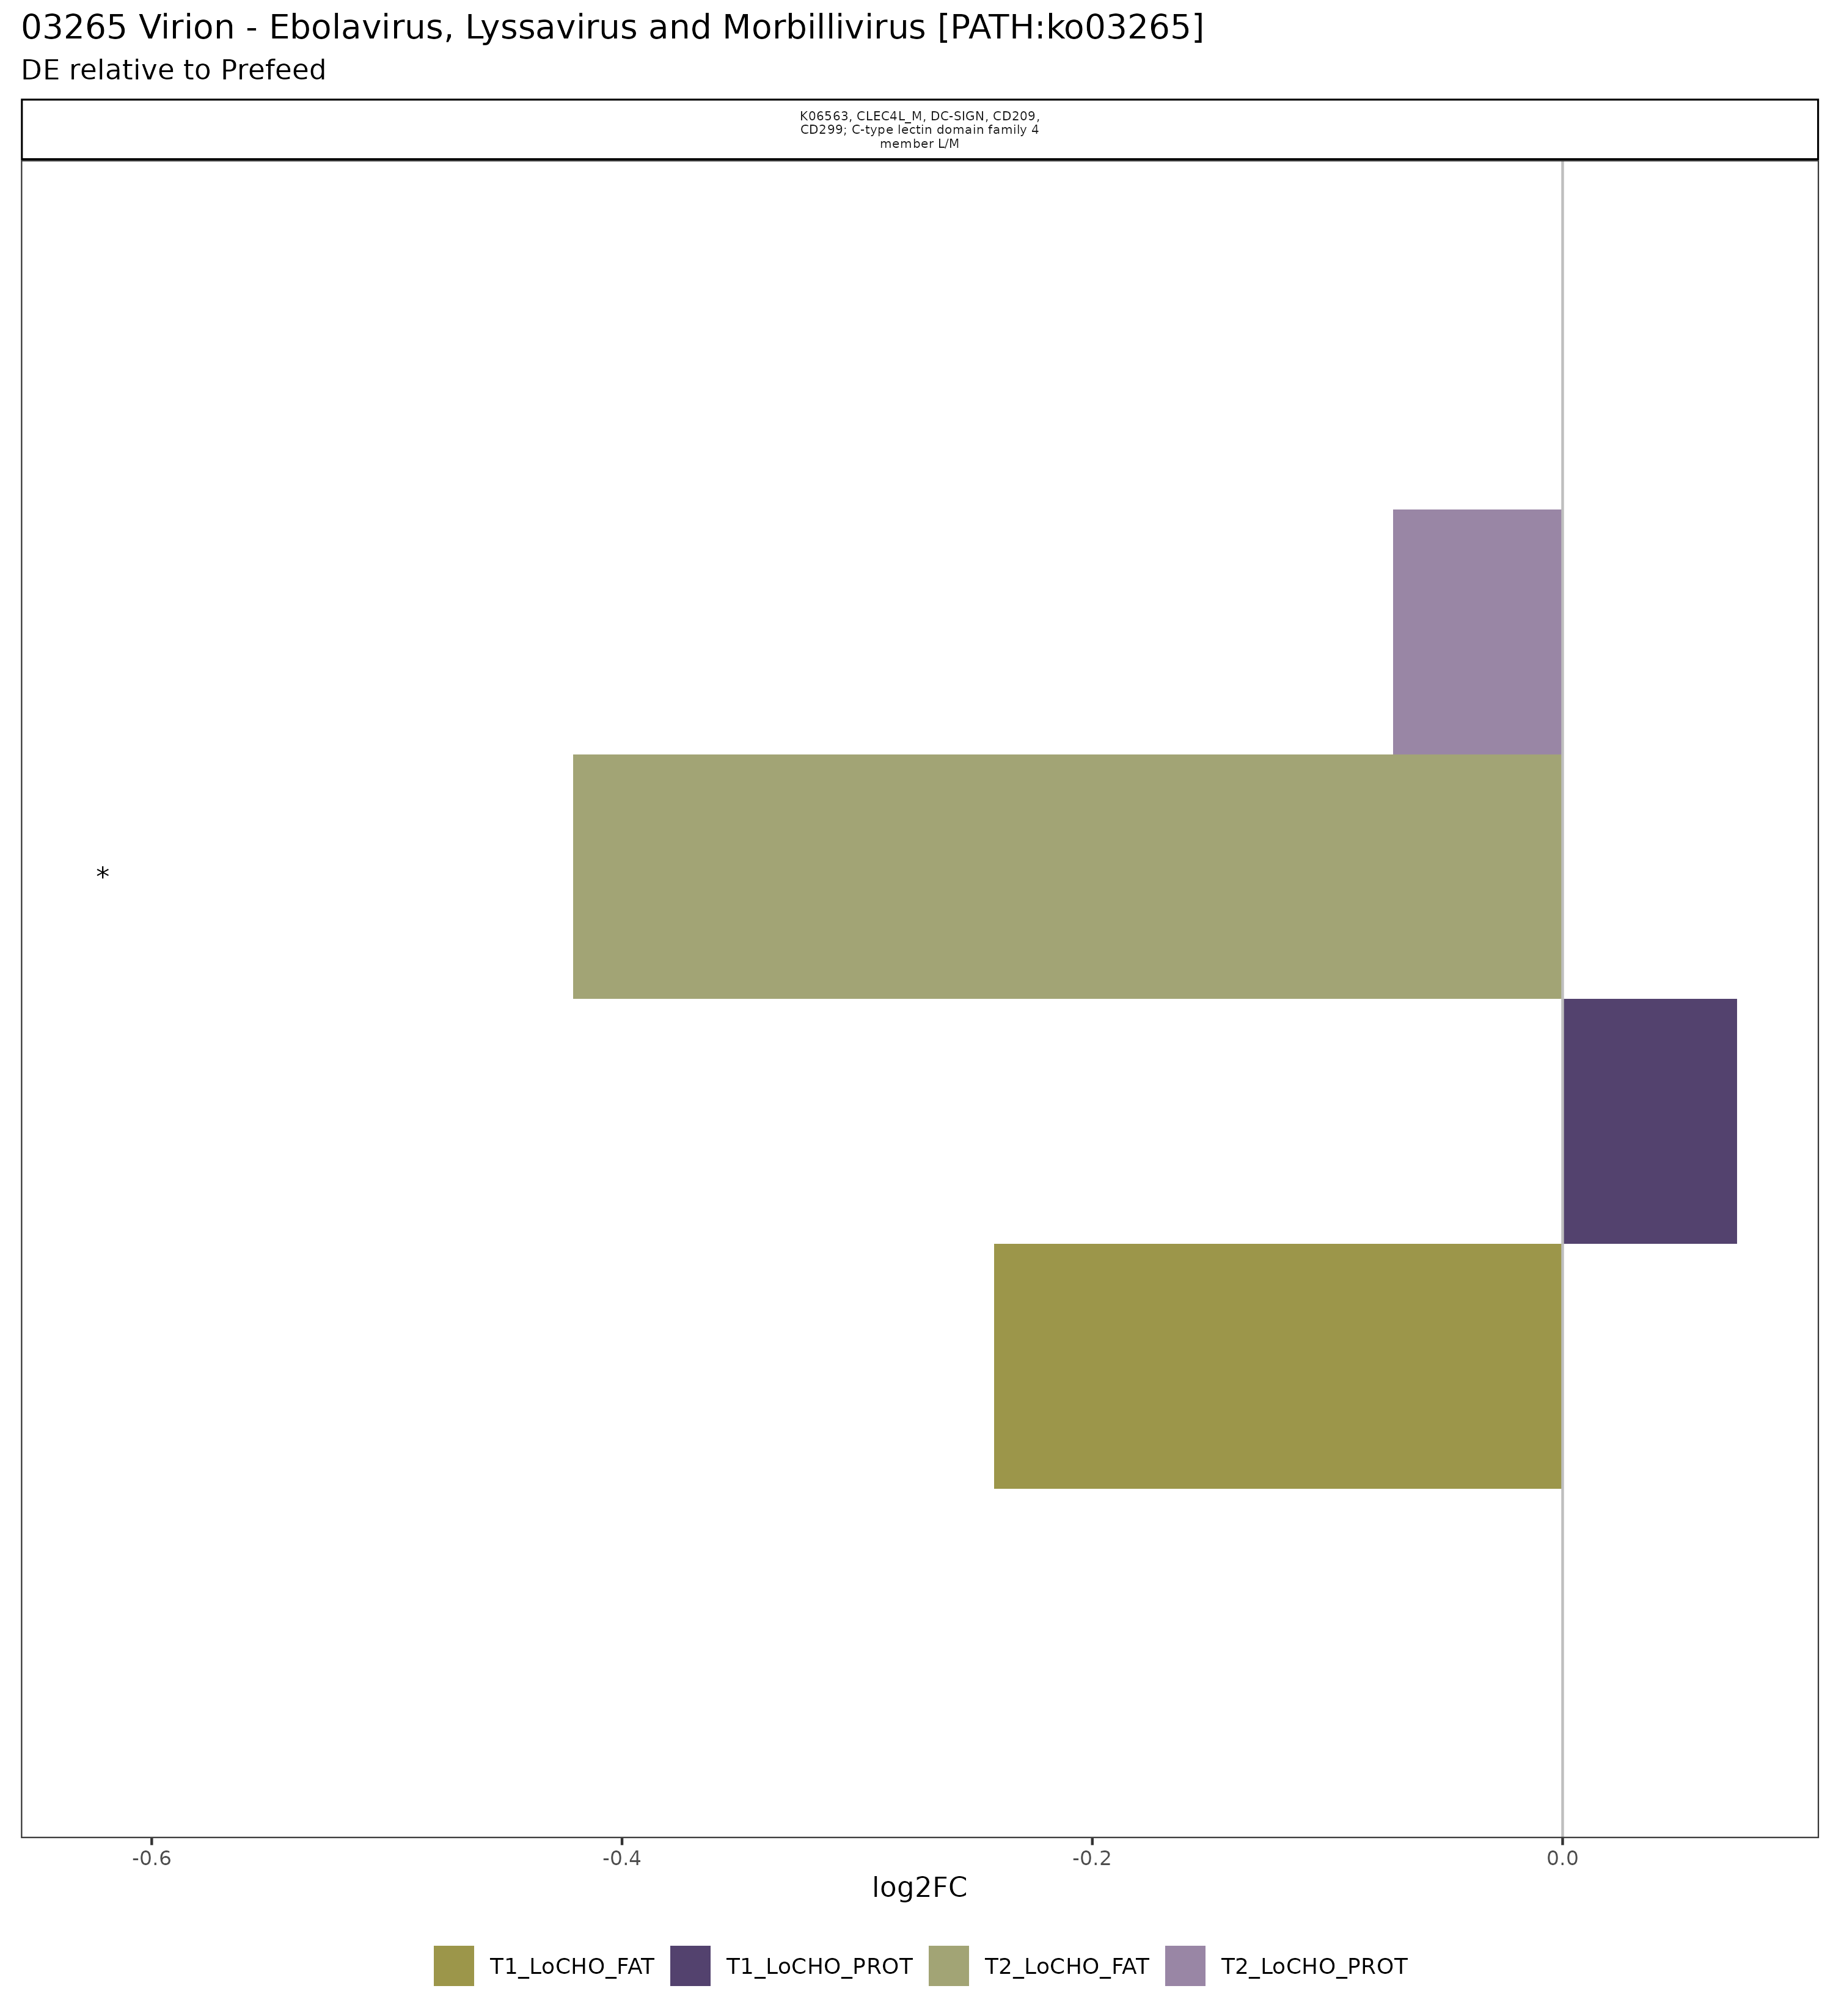 03265 Virion - Ebolavirus, Lyssavirus and Morbillivirus [PATH:ko03265]
DE relative to Prefeed
K06563, CLEC4L_M, DC-SIGN, CD209,
CD299; C-type lectin domain family 4
member L/M
*
-0.6 -0.4 -0.2 0.0
log2FC
T1_LoCHO_FAT T1_LoCHO_PROT T2_LoCHO_FAT T2_LoCHO_PROT